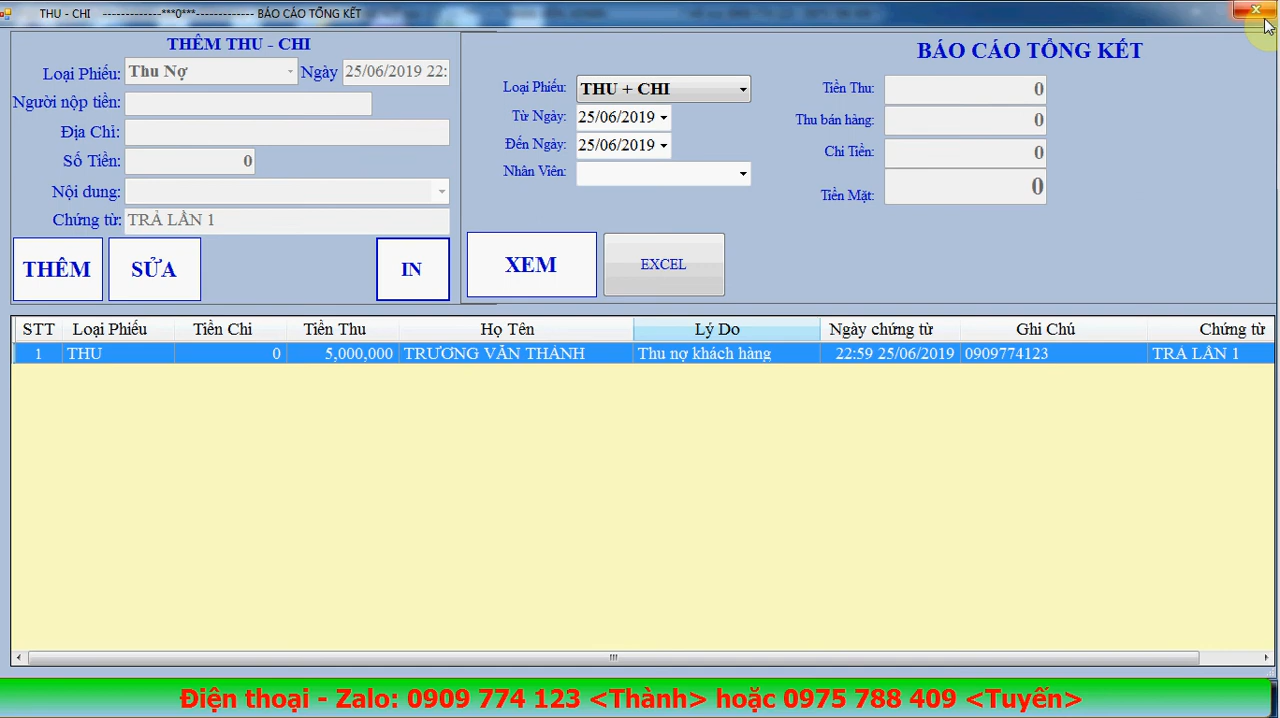 THU - CHI -------------***0***------------- BÁO CÁO TỔNG KẾT
THÊM THU - CHI
Loại Phiếu: Thu Nợ Ngày 25/06/2019 22:
Người nộp tiền:
Địa Chỉ:
Số Tiền: 0
Nội dung:
Chứng từ: TRẢ LẦN 1
THÊM SỬA IN
Loại Phiếu: THU + CHI
Từ Ngày: 25/06/2019
Đến Ngày: 25/06/2019
Nhân Viên:
XEM EXCEL
BÁO CÁO TỔNG KẾT
Tiền Thu: 0
Thu bán hàng: 0
Chi Tiền: 0
Tiền Mặt: 0
STT Loại Phiếu Tiền Chi Tiền Thu Họ Tên Lý Do Ngày chứng từ Ghi Chú Chứng từ
1 THU 0 5,000,000 TRƯƠNG VĂN THÀNH Thu nợ khách hàng 22:59 25/06/2019 0909774123 TRẢ LẦN 1
Điện thoại - Zalo: 0909 774 123 <Thành> hoặc 0975 788 409 <Tuyến>